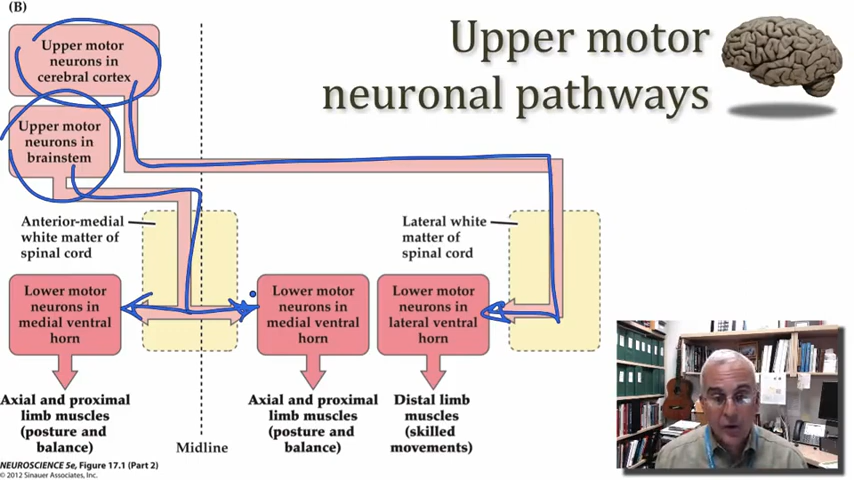 (B)
Upper motor
neurons in
cerebral cortex
Upper motor
neuronal pathways
Upper motor
neurons in
brainstem
Anterior-medial
white matter of
spinal cord
Lateral white
matter of
spinal cord
Lower motor
neurons in
medial ventral
horn
Lower motor
neurons in
medial ventral
horn
Lower motor
neurons in
lateral ventral
horn
Axial and proximal
limb muscles
(posture and
balance)
Midline
Axial and proximal
limb muscles
(posture and
balance)
Distal limb
muscles
(skilled
movements)
NEUROSCIENCE 5e, Figure 17.1 (Part 2)
© 2012 Sinauer Associates, Inc.